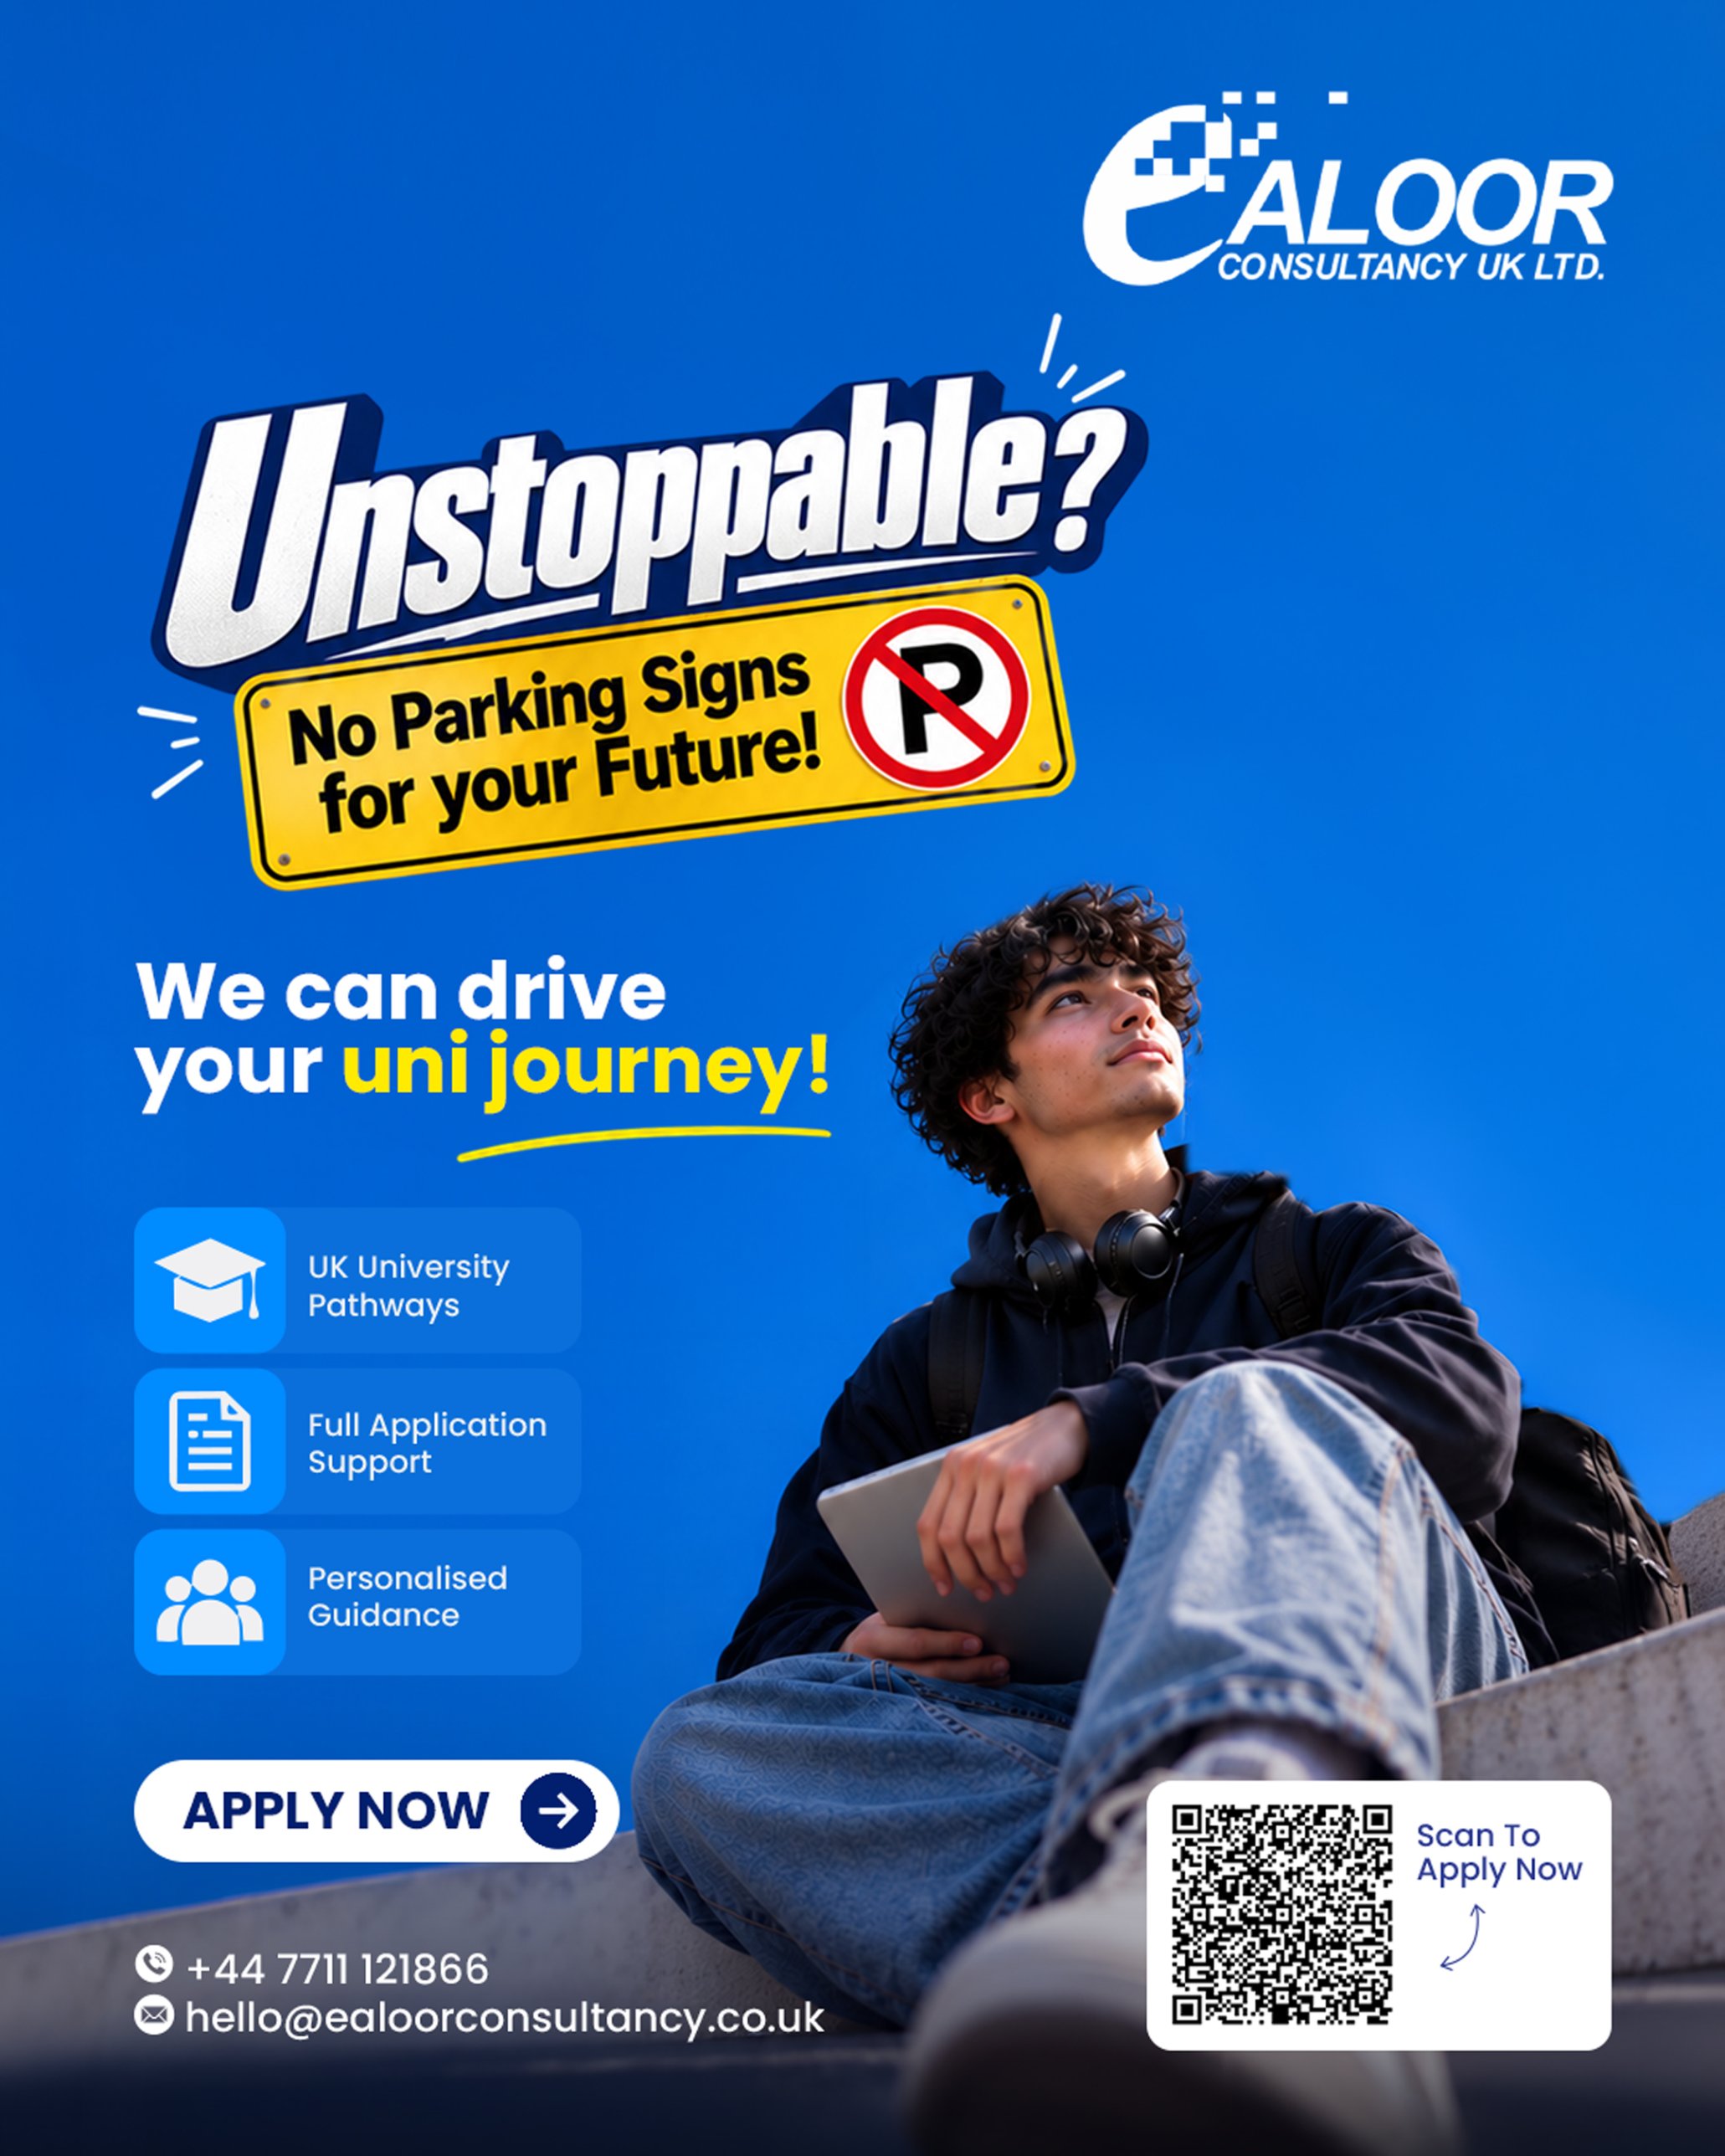 eALOOR
CONSULTANCY UK LTD.
Unstoppable?
No Parking Signs
for your Future!
P
We can drive
your uni journey!
UK University
Pathways
Full Application
Support
Personalised
Guidance
APPLY NOW
Scan To
Apply Now
+44 7711 121866
hello@ealoorconsultancy.co.uk